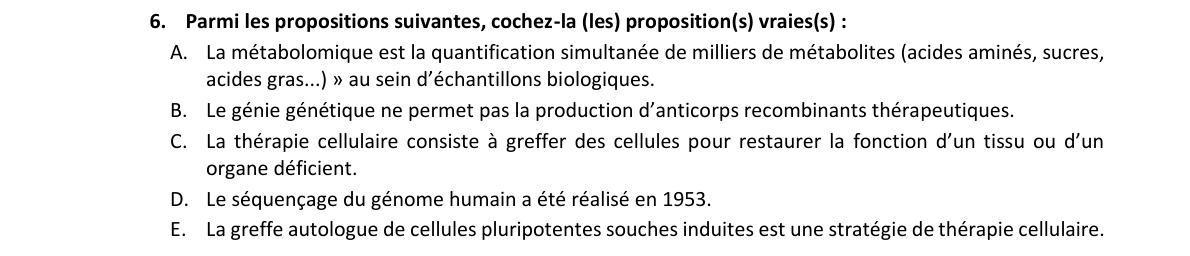 6. Parmi les propositions suivantes, cochez-la (les) proposition(s) vraies(s) :
A. La métabolomique est la quantification simultanée de milliers de métabolites (acides aminés, sucres,
acides gras...) » au sein d'échantillons biologiques.
B. Le génie génétique ne permet pas la production d'anticorps recombinants thérapeutiques.
C. La thérapie cellulaire consiste à greffer des cellules pour restaurer la fonction d'un tissu ou d'un
organe déficient.
D. Le séquençage du génome humain a été réalisé en 1953.
E. La greffe autologue de cellules pluripotentes souches induites est une stratégie de thérapie cellulaire.